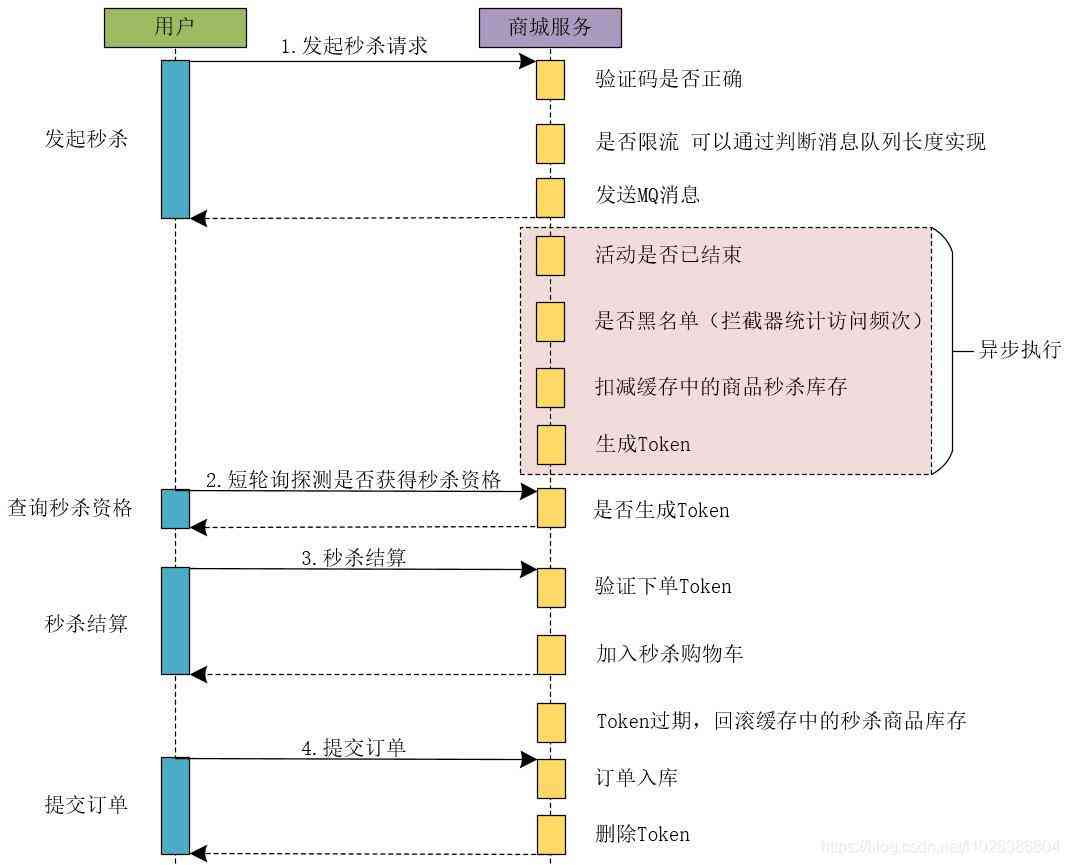 用户
商城服务
1.发起秒杀请求
验证码是否正确
发起秒杀
是否限流 可以通过判断消息队列长度实现
发送MQ消息
活动是否已结束
是否黑名单（拦截器统计访问频次）
异步执行
扣减缓存中的商品秒杀库存
生成Token
2.短轮询探测是否获得秒杀资格
查询秒杀资格
是否生成Token
3.秒杀结算
验证下单Token
秒杀结算
加入秒杀购物车
Token过期，回滚缓存中的秒杀商品库存
4.提交订单
订单入库
提交订单
删除Token